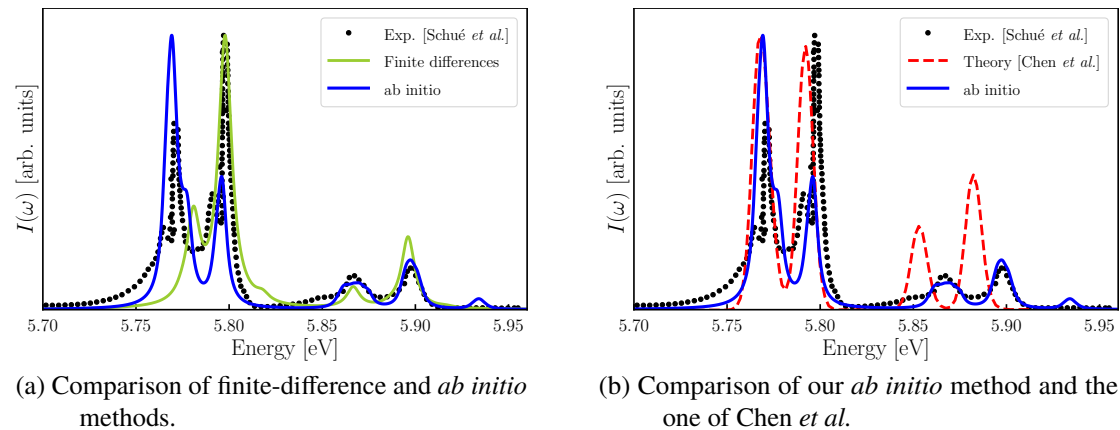 Exp. [Schué et al.]
Finite differences
ab initio
I(ω) [arb. units]
5.70 5.75 5.80 5.85 5.90 5.95
Energy [eV]
(a) Comparison of finite-difference and ab initio
methods.
Exp. [Schué et al.]
Theory [Chen et al.]
ab initio
I(ω) [arb. units]
5.70 5.75 5.80 5.85 5.90 5.95
Energy [eV]
(b) Comparison of our ab initio method and the
one of Chen et al.